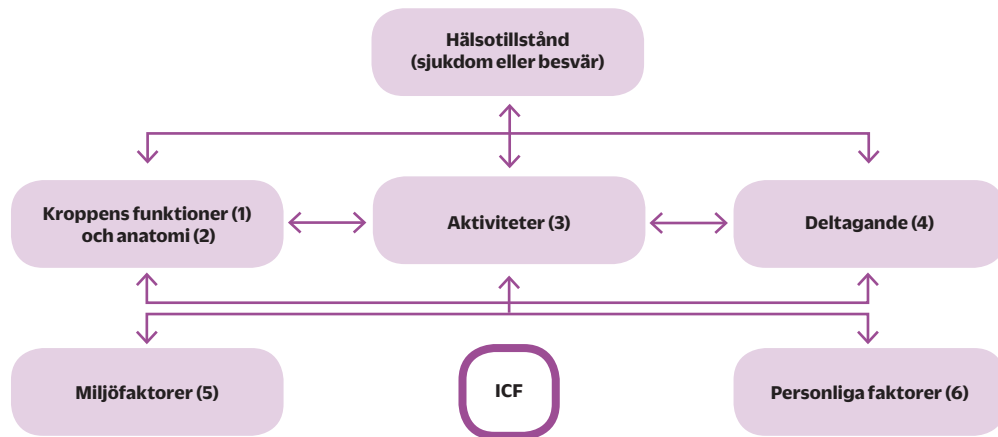 Hälsotillstånd
(sjukdom eller besvär)
Kroppens funktioner (1)
och anatomi (2)
Aktiviteter (3)
Deltagande (4)
Miljöfaktorer (5)
ICF
Personliga faktorer (6)